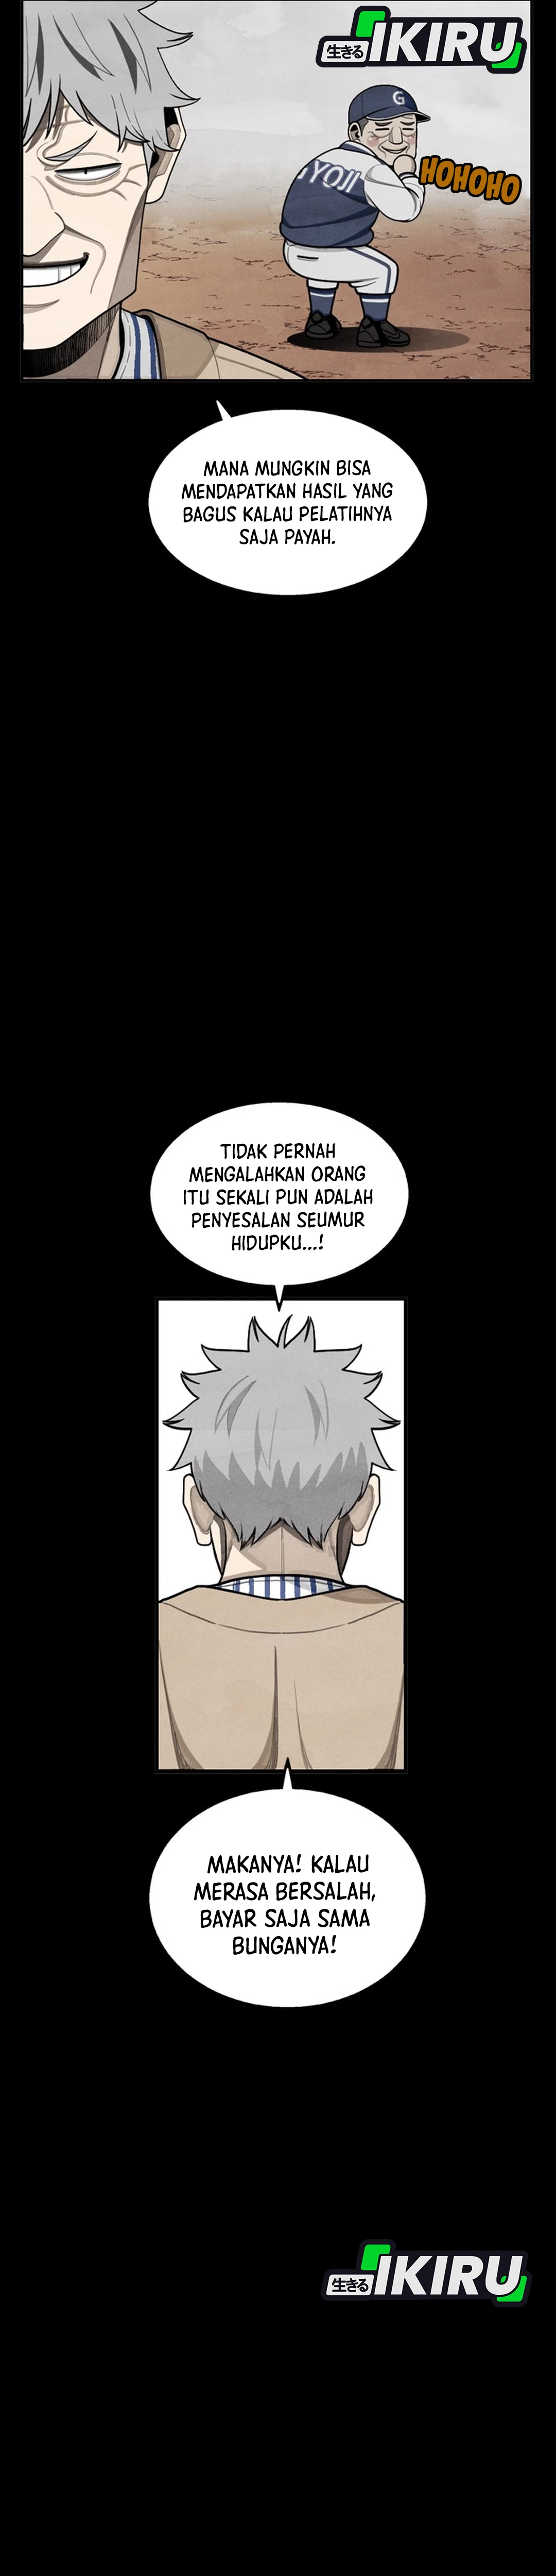 生きる IKIRU
G
GYOJI
HOHOHO
MANA MUNGKIN BISA
MENDAPATKAN HASIL YANG
BAGUS KALAU PELATIHNYA
SAJA PAYAH.
TIDAK PERNAH
MENGALAHKAN ORANG
ITU SEKALI PUN ADALAH
PENYESALAN SEUMUR
HIDUPKU...!
MAKANYA! KALAU
MERASA BERSALAH,
BAYAR SAJA SAMA
BUNGANYA!
生きる IKIRU